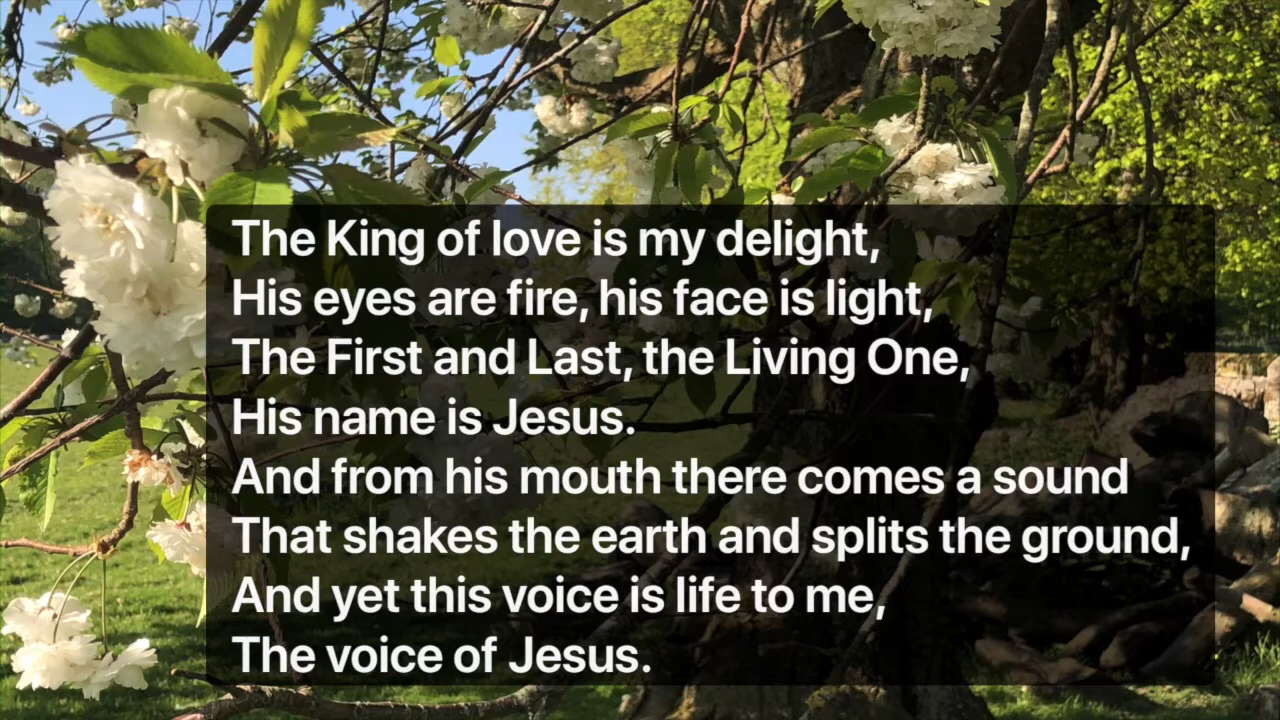 The King of love is my delight,
His eyes are fire, his face is light,
The First and Last, the Living One,
His name is Jesus.
And from his mouth there comes a sound
That shakes the earth and splits the ground,
And yet this voice is life to me,
The voice of Jesus.